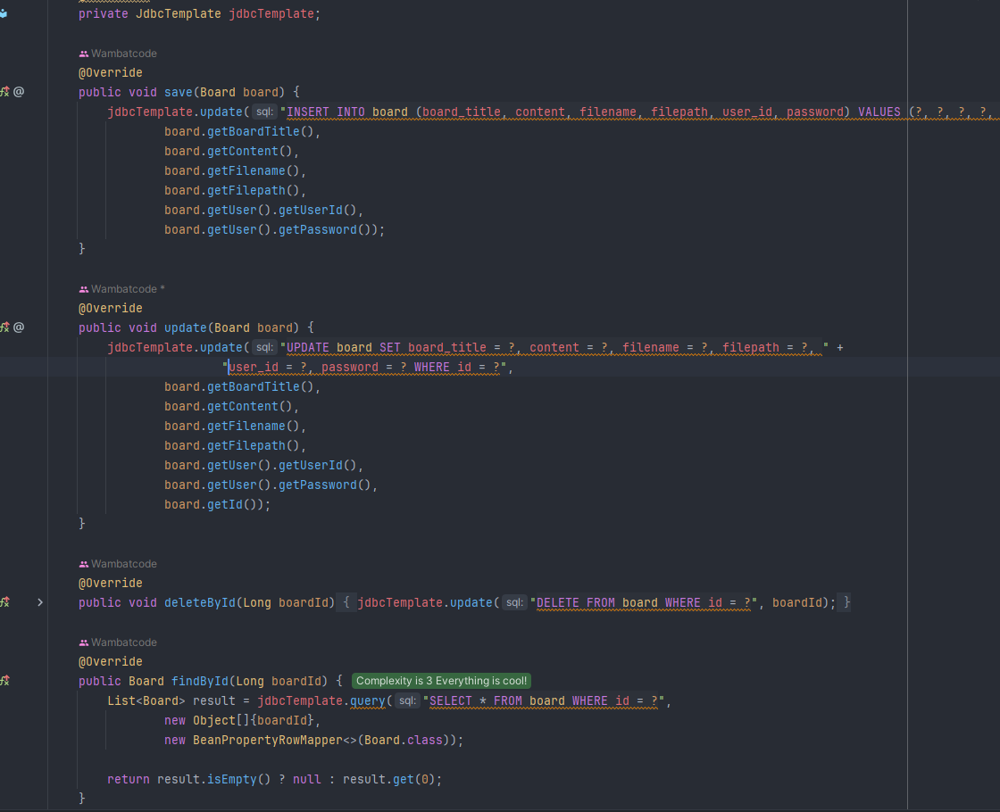 private JdbcTemplate jdbcTemplate;
Wambatcode
@Override
public void save(Board board) {
jdbcTemplate.update( sql: "INSERT INTO board (board_title, content, filename, filepath, user_id, password) VALUES (?, ?, ?, ?,
board.getBoardTitle(),
board.getContent(),
board.getFilename(),
board.getFilepath(),
board.getUser().getUserId(),
board.getUser().getPassword());
}
Wambatcode *
@Override
public void update(Board board) {
jdbcTemplate.update( sql: "UPDATE board SET board_title = ?, content = ?, filename = ?, filepath = ?, " +
"user_id = ?, password = ? WHERE id = ?",
board.getBoardTitle(),
board.getContent(),
board.getFilename(),
board.getFilepath(),
board.getUser().getUserId(),
board.getUser().getPassword(),
board.getId());
}
Wambatcode
@Override
public void deleteById(Long boardId) { jdbcTemplate.update( sql: "DELETE FROM board WHERE id = ?", boardId); }
Wambatcode
@Override
public Board findById(Long boardId) { Complexity is 3 Everything is cool!
List<Board> result = jdbcTemplate.query( sql: "SELECT * FROM board WHERE id = ?",
new Object[]{boardId},
new BeanPropertyRowMapper<>(Board.class));
return result.isEmpty() ? null : result.get(0);
}